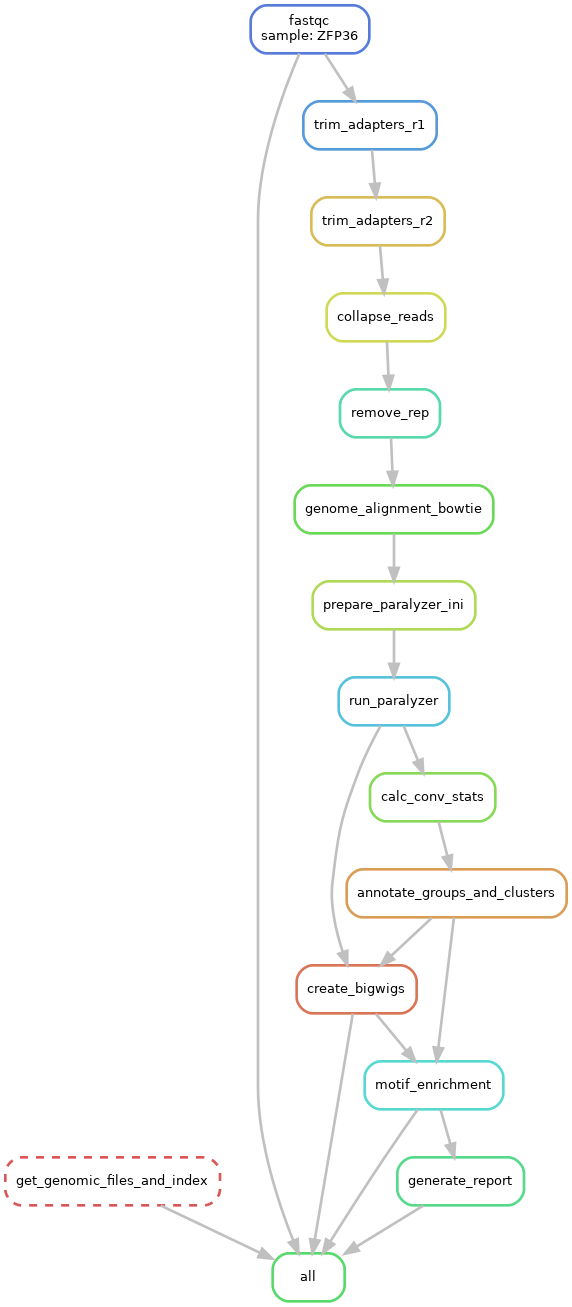 fastqc
sample: ZFP36
trim_adapters_r1
trim_adapters_r2
collapse_reads
remove_rep
genome_alignment_bowtie
prepare_paralyzer_ini
run_paralyzer
calc_conv_stats
annotate_groups_and_clusters
create_bigwigs
motif_enrichment
get_genomic_files_and_index
generate_report
all